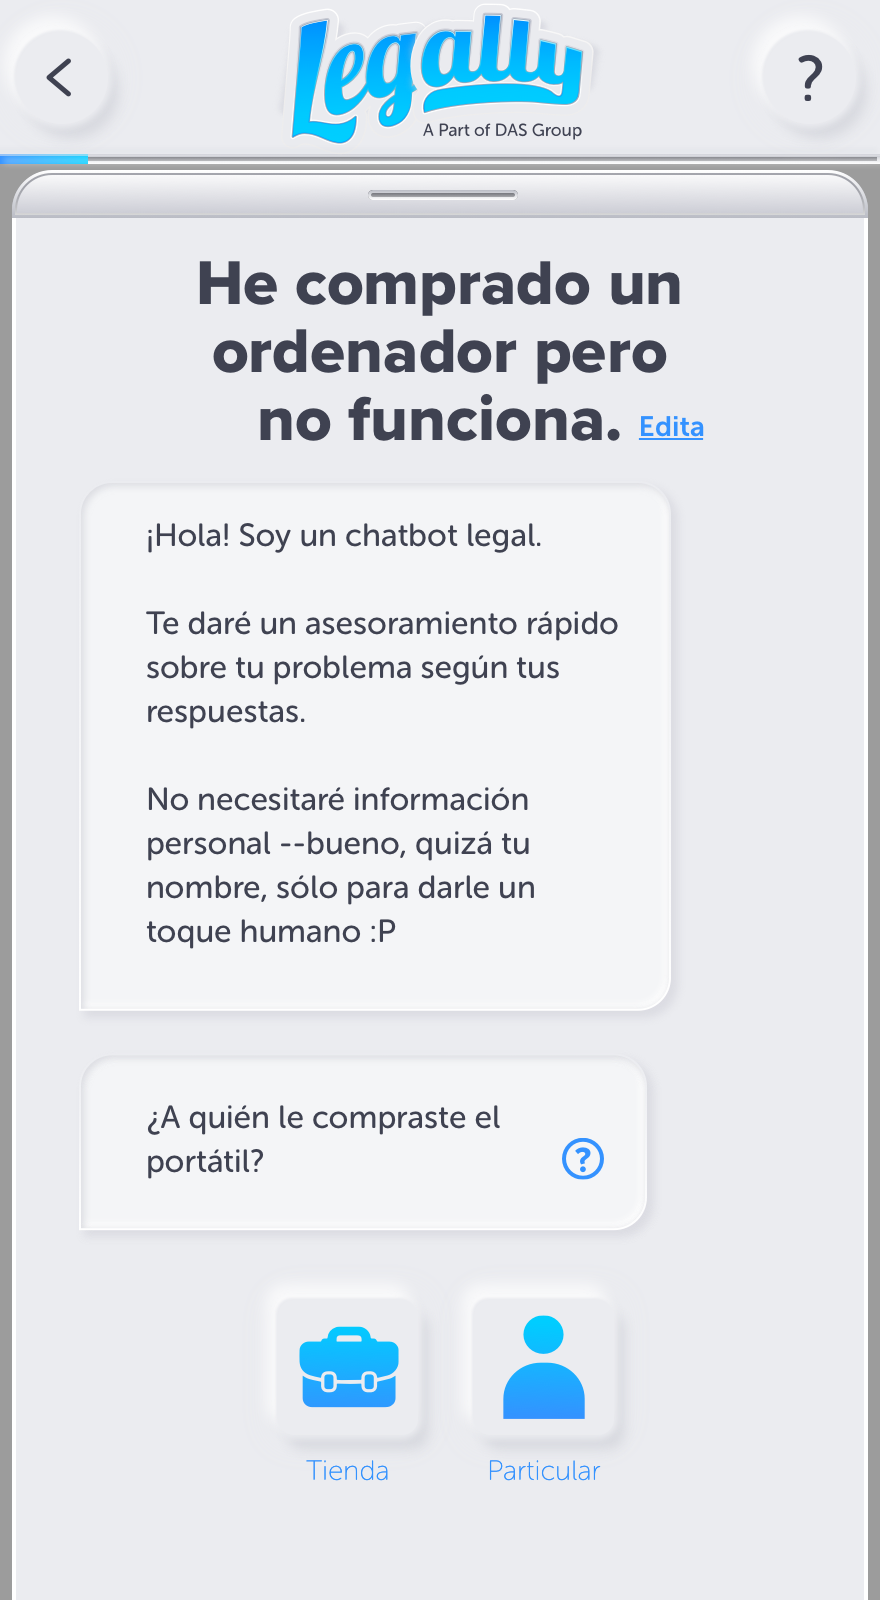 Legally
A Part of DAS Group
?
He comprado un
ordenador pero
no funciona. Edita
¡Hola! Soy un chatbot legal.
Te daré un asesoramiento rápido
sobre tu problema según tus
respuestas.
No necesitaré información
personal --bueno, quizá tu
nombre, sólo para darle un
toque humano :P
¿A quién le compraste el
portátil?
?
Tienda
Particular